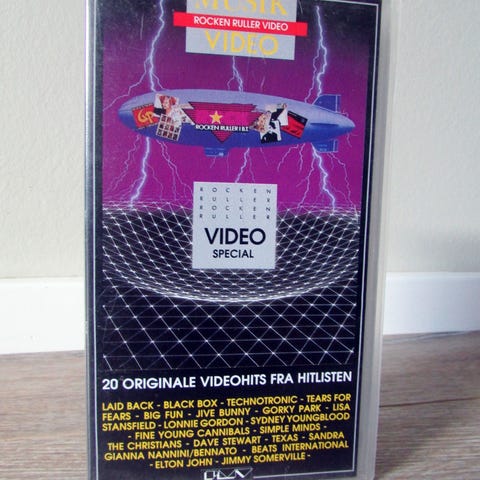 MUSIK
ROCKEN RULLER VIDEO
VIDEO
ROCKEN RULLER I B.T.
ROCKEN
RULLER
ROCKEN
RULLER
VIDEO
SPECIAL
20 ORIGINALE VIDEOHITS FRA HITLISTEN
LAID BACK - BLACK BOX - TECHNOTRONIC - TEARS FOR
FEARS - BIG FUN - JIVE BUNNY - GORKY PARK - LISA
STANSFIELD - LONNIE GORDON - SYDNEY YOUNGBLOOD
- FINE YOUNG CANNIBALS - SIMPLE MINDS -
THE CHRISTIANS - DAVE STEWART - TEXAS - SANDRA
GIANNA NANNINI/BENNATO - BEATS INTERNATIONAL
- ELTON JOHN - JIMMY SOMERVILLE -